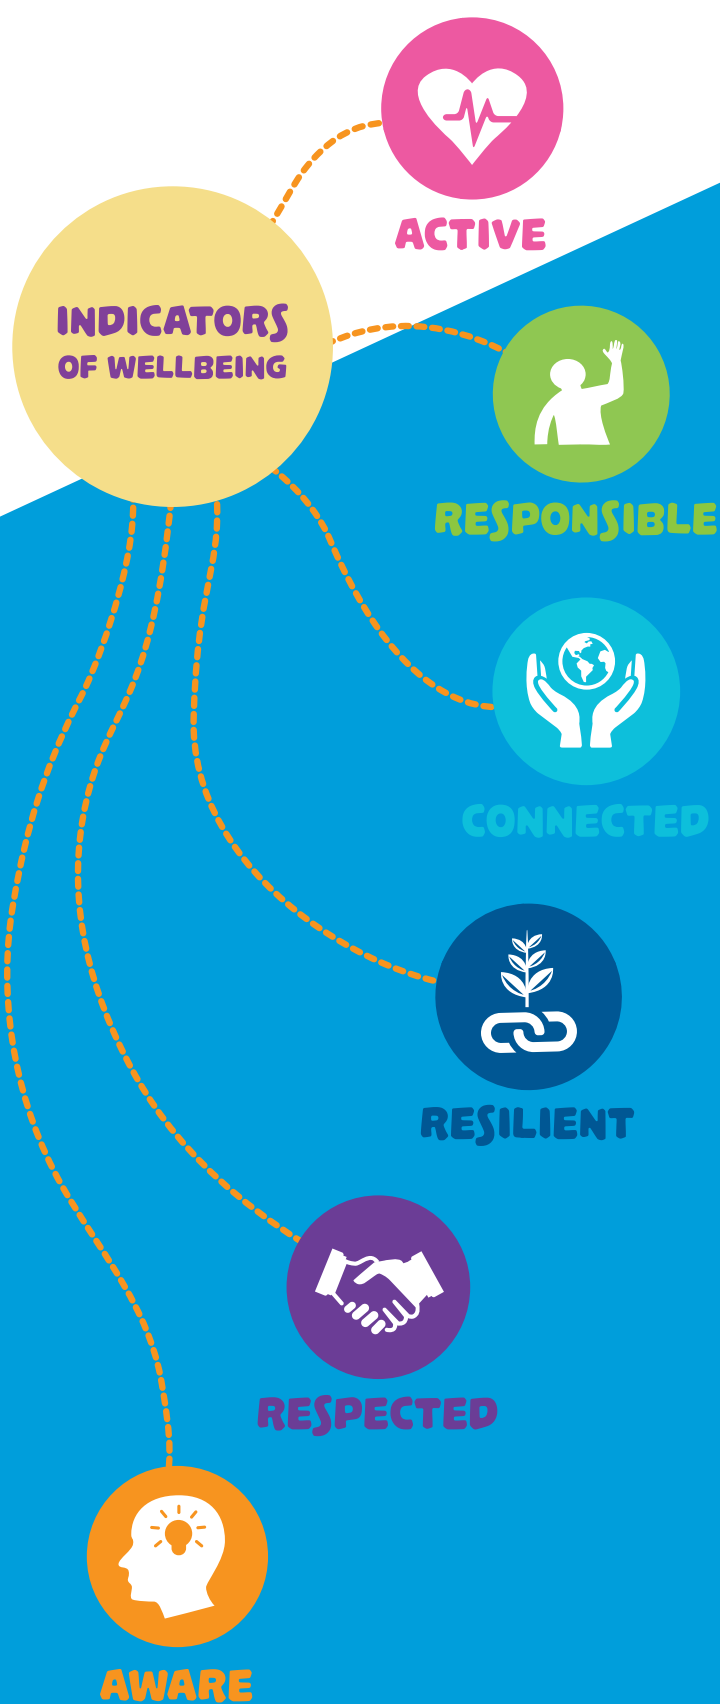 ACTIVE
INDICATORS
OF WELLBEING
RESPONSIBLE
CONNECTED
RESILIENT
RESPECTED
AWARE